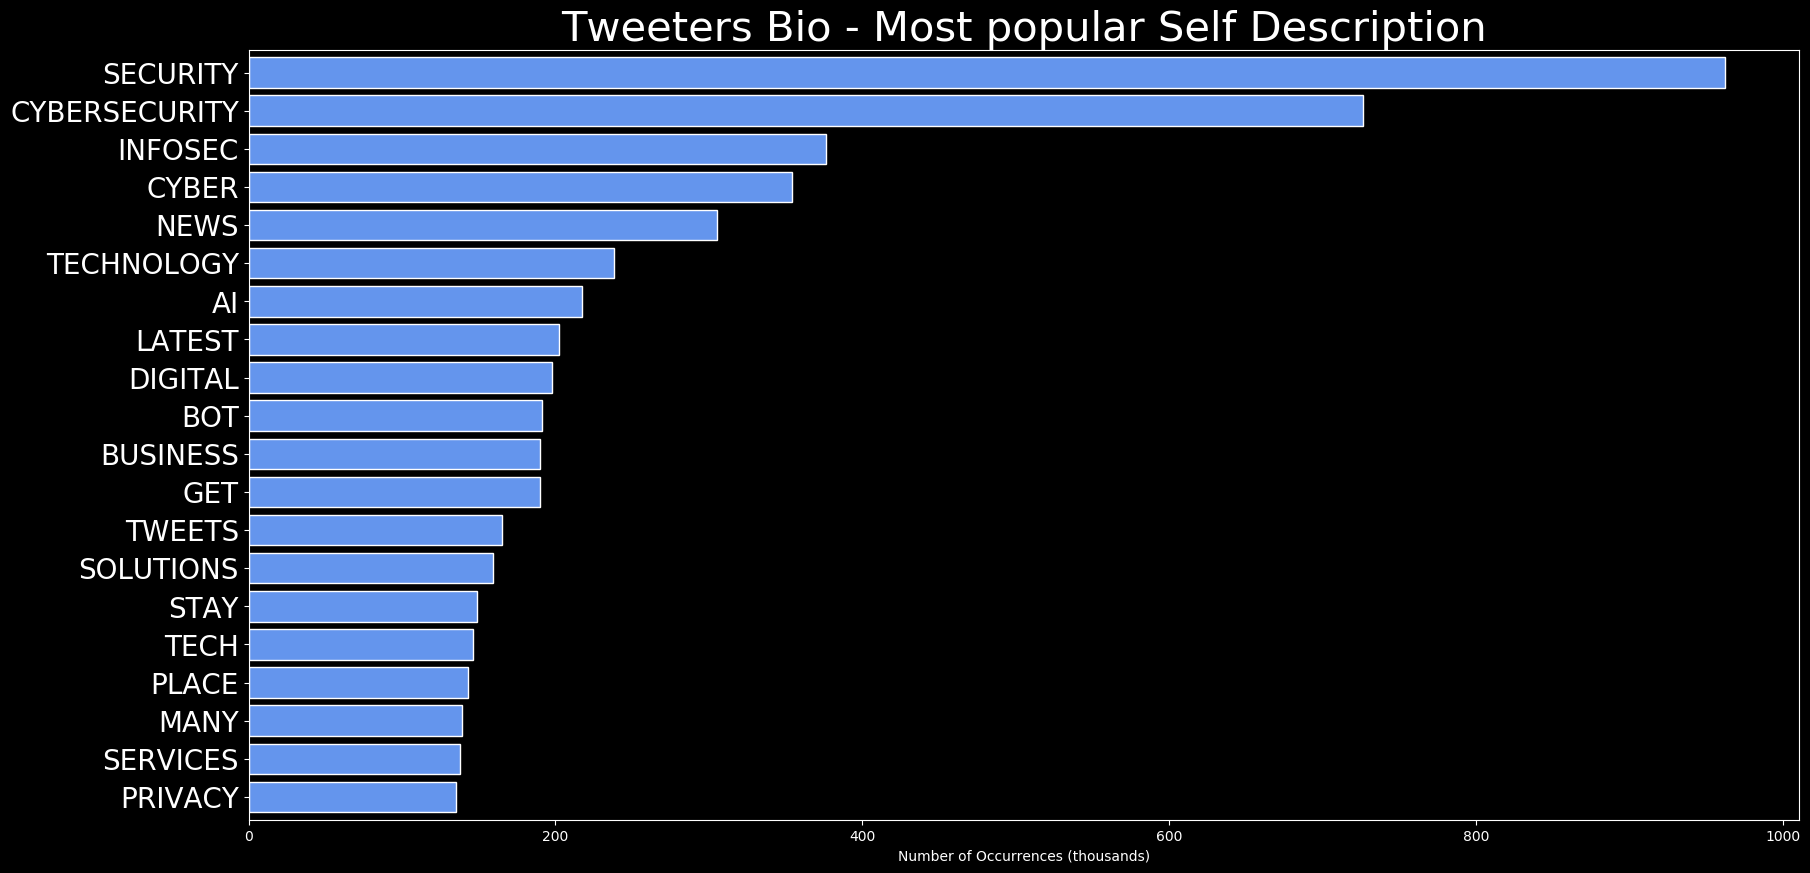 Tweeters Bio - Most popular Self Description
SECURITY
CYBERSECURITY
INFOSEC
CYBER
NEWS
TECHNOLOGY
AI
LATEST
DIGITAL
BOT
BUSINESS
GET
TWEETS
SOLUTIONS
STAY
TECH
PLACE
MANY
SERVICES
PRIVACY
0 200 400 600 800 1000
Number of Occurrences (thousands)